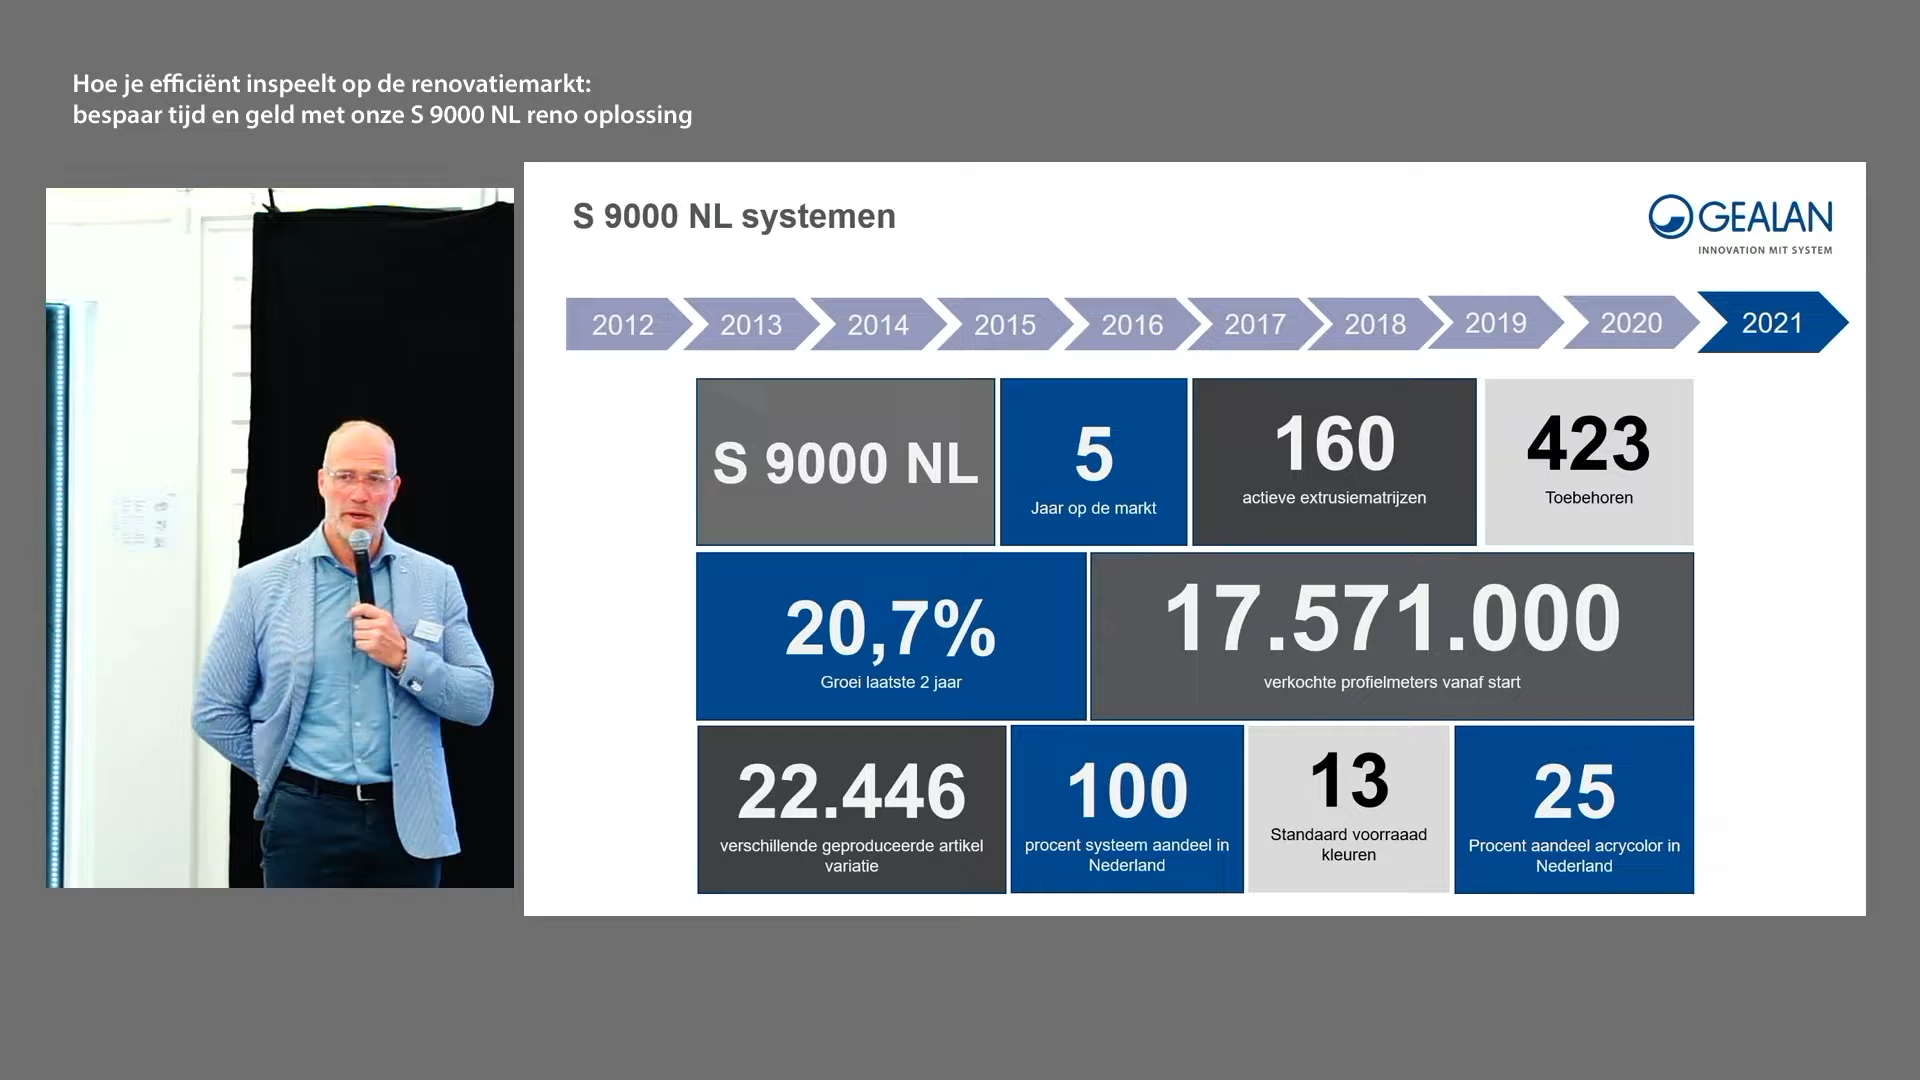 Hoe je efficiënt inspeelt op de renovatiemarkt:
bespaar tijd en geld met onze S 9000 NL reno oplossing
S 9000 NL systemen
GEALAN
INNOVATION MIT SYSTEM
2012
2013
2014
2015
2016
2017
2018
2019
2020
2021
S 9000 NL
5
Jaar op de markt
160
actieve extrusiematrijzen
423
Toebehoren
20,7%
Groei laatste 2 jaar
17.571.000
verkochte profielmeters vanaf start
22.446
verschillende geproduceerde artikel
variatie
100
procent systeem aandeel in
Nederland
13
Standaard voorraaad
kleuren
25
Procent aandeel acrycolor in
Nederland